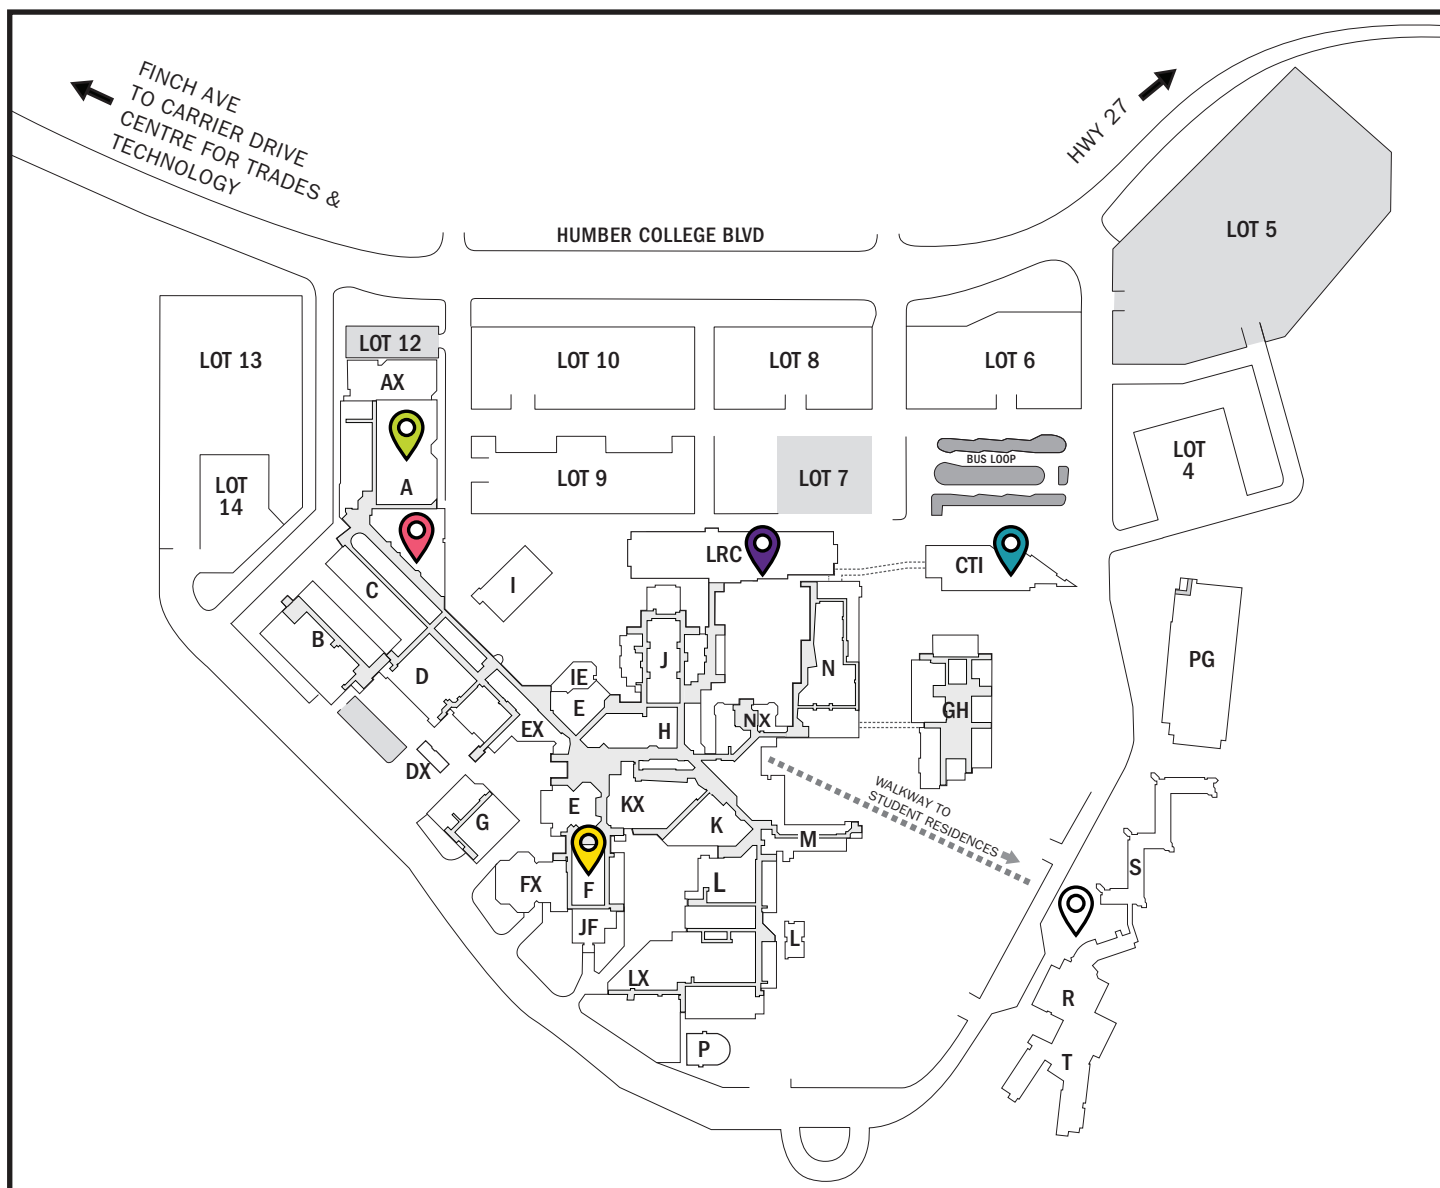 FINCH AVE
TO CARRIER DRIVE
CENTRE FOR TRADES &
TECHNOLOGY
HWY 27
HUMBER COLLEGE BLVD
LOT 5
LOT 13
LOT 12
LOT 10
LOT 8
LOT 6
AX
LOT
4
BUS LOOP
LOT 9
LOT 7
A
LOT
14
LRC
CTI
I
C
B
D
J
N
PG
IE
E
GH
EX
H
NX
DX
WALKWAY TO
STUDENT RESIDENCES
G
E
KX
K
M
S
FX
F
L
JF
L
LX
R
P
T